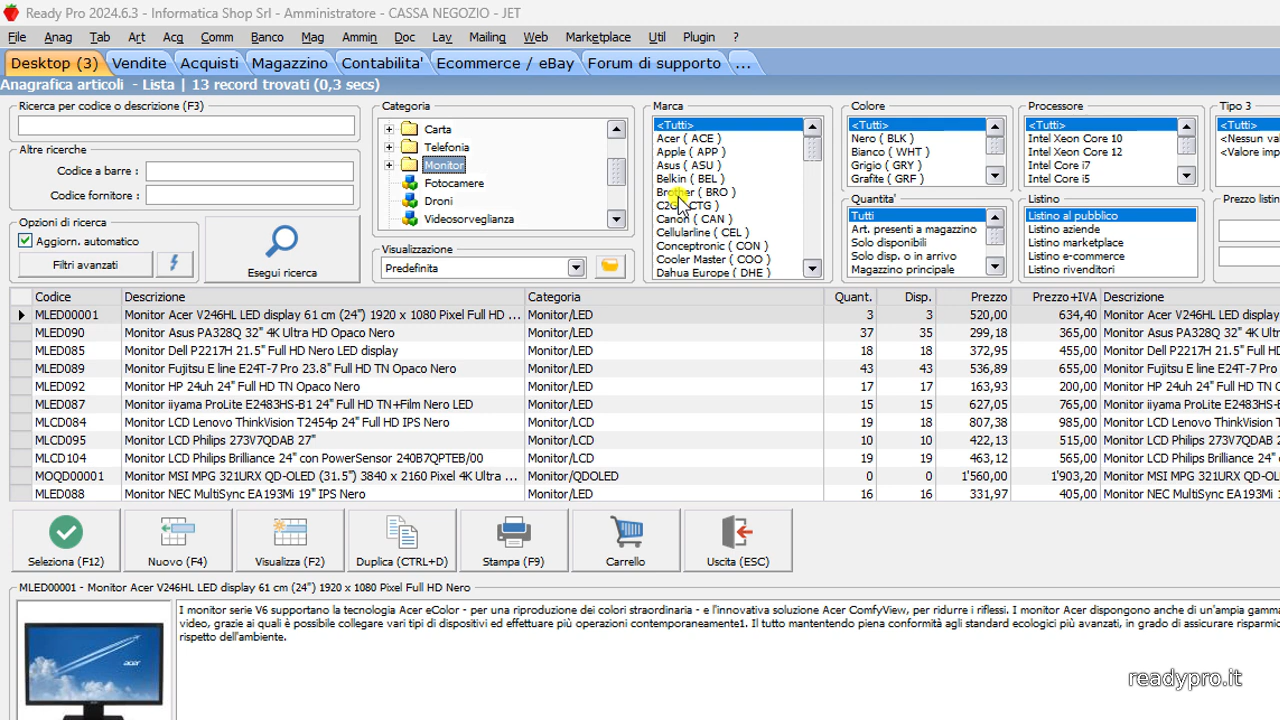 Ready Pro 2024.6.3 - Informatica Shop Srl - Amministratore - CASSA NEGOZIO - JET
File Anag Tab Art Acq Comm Banco Mag Ammin Doc Lav Mailing Web Marketplace Util Plugin ?
Desktop (3) Vendite Acquisti Magazzino Contabilita' Ecommerce / eBay Forum di supporto ...
Anagrafica articoli - Lista | 13 record trovati (0,3 secs)
Ricerca per codice o descrizione (F3)
Altre ricerche
Codice a barre :
Codice fornitore :
Opzioni di ricerca
Aggiorn. automatico
Filtri avanzati
Esegui ricerca
Categoria
Carta
Telefonia
Monitor
Fotocamere
Droni
Videosorveglianza
Visualizzazione
Predefinita
Marca
<Tutti>
Acer ( ACE )
Apple ( APP )
Asus ( ASU )
Belkin ( BEL )
Brother ( BRO )
CTG )
Canon ( CAN )
Cellularline ( CEL )
Conceptronic ( CON )
Cooler Master ( COO )
Dahua Europe ( DHE )
Colore
<Tutti>
Nero ( BLK )
Bianco ( WHT )
Grigio ( GRY )
Grafite ( GRF )
Quantita'
Tutti
Art. presenti a magazzino
Solo disponibili
Solo disp. o in arrivo
Magazzino principale
Processore
<Tutti>
Intel Xeon Core 10
Intel Xeon Core 12
Intel Core i7
Intel Core i5
Listino
Listino al pubblico
Listino aziende
Listino marketplace
Listino e-commerce
Listino rivenditori
Tipo 3
<Tutti>
<Nessun val
<Valore imp
Prezzo listin
Codice Descrizione Categoria Quant. Disp. Prezzo Prezzo+IVA Descrizione
MLED00001 Monitor Acer V246HL LED display 61 cm (24") 1920 x 1080 Pixel Full HD ... Monitor/LED 3 3 520,00 634,40 Monitor Acer V246HL LED display
MLED090 Monitor Asus PA328Q 32" 4K Ultra HD Opaco Nero Monitor/LED 37 35 299,18 365,00 Monitor Asus PA328Q 32" 4K Ultra
MLED085 Monitor Dell P2217H 21.5" Full HD Nero LED display Monitor/LED 18 18 372,95 455,00 Monitor Dell P2217H 21.5" Full HD
MLED089 Monitor Fujitsu E line E24T-7 Pro 23.8" Full HD TN Opaco Nero Monitor/LED 43 43 536,89 655,00 Monitor Fujitsu E line E24T-7 Pro
MLED092 Monitor HP 24uh 24" Full HD TN Opaco Nero Monitor/LED 17 17 163,93 200,00 Monitor HP 24uh 24" Full HD TN O
MLED087 Monitor iiyama ProLite E2483HS-B1 24" Full HD TN+Film Nero LED Monitor/LED 15 15 627,05 765,00 Monitor iiyama ProLite E2483HS-
MLCD084 Monitor LCD Lenovo ThinkVision T2454p 24" Full HD IPS Nero Monitor/LCD 19 18 807,38 985,00 Monitor LCD Lenovo ThinkVision T
MLCD095 Monitor LCD Philips 273V7QDAB 27" Monitor/LCD 10 10 422,13 515,00 Monitor LCD Philips 273V7QDAB 2
MLCD104 Monitor LCD Philips Brilliance 24" con PowerSensor 240B7QPTEB/00 Monitor/LCD 19 19 463,12 565,00 Monitor LCD Philips Brilliance 24" c
MOQD00001 Monitor MSI MPG 321URX QD-OLED (31.5") 3840 x 2160 Pixel 4K Ultra ... Monitor/QDOLED 0 0 1'560,00 1'903,20 Monitor MSI MPG 321URX QD-OLE
MLED088 Monitor NEC MultiSync EA193Mi 19" IPS Nero Monitor/LED 16 16 331,97 405,00 Monitor NEC MultiSync EA193Mi 1
Seleziona (F12) Nuovo (F4) Visualizza (F2) Duplica (CTRL+D) Stampa (F9) Carrello Uscita (ESC)
MLED00001 - Monitor Acer V246HL LED display 61 cm (24") 1920 x 1080 Pixel Full HD Nero
I monitor serie V6 supportano la tecnologia Acer eColor - per una riproduzione dei colori straordinaria - e l'innovativa soluzione Acer ComfyView, per ridurre i riflessi. I monitor Acer dispongono anche di un'ampia gamma
video, grazie ai quali è possibile collegare vari tipi di dispositivi ed effettuare più operazioni contemporaneamente1. Il tutto mantentendo piena conformità agli standard ecologici più avanzati, in grado di assicurare risparmio
rispetto dell'ambiente.
acer
readypro.it